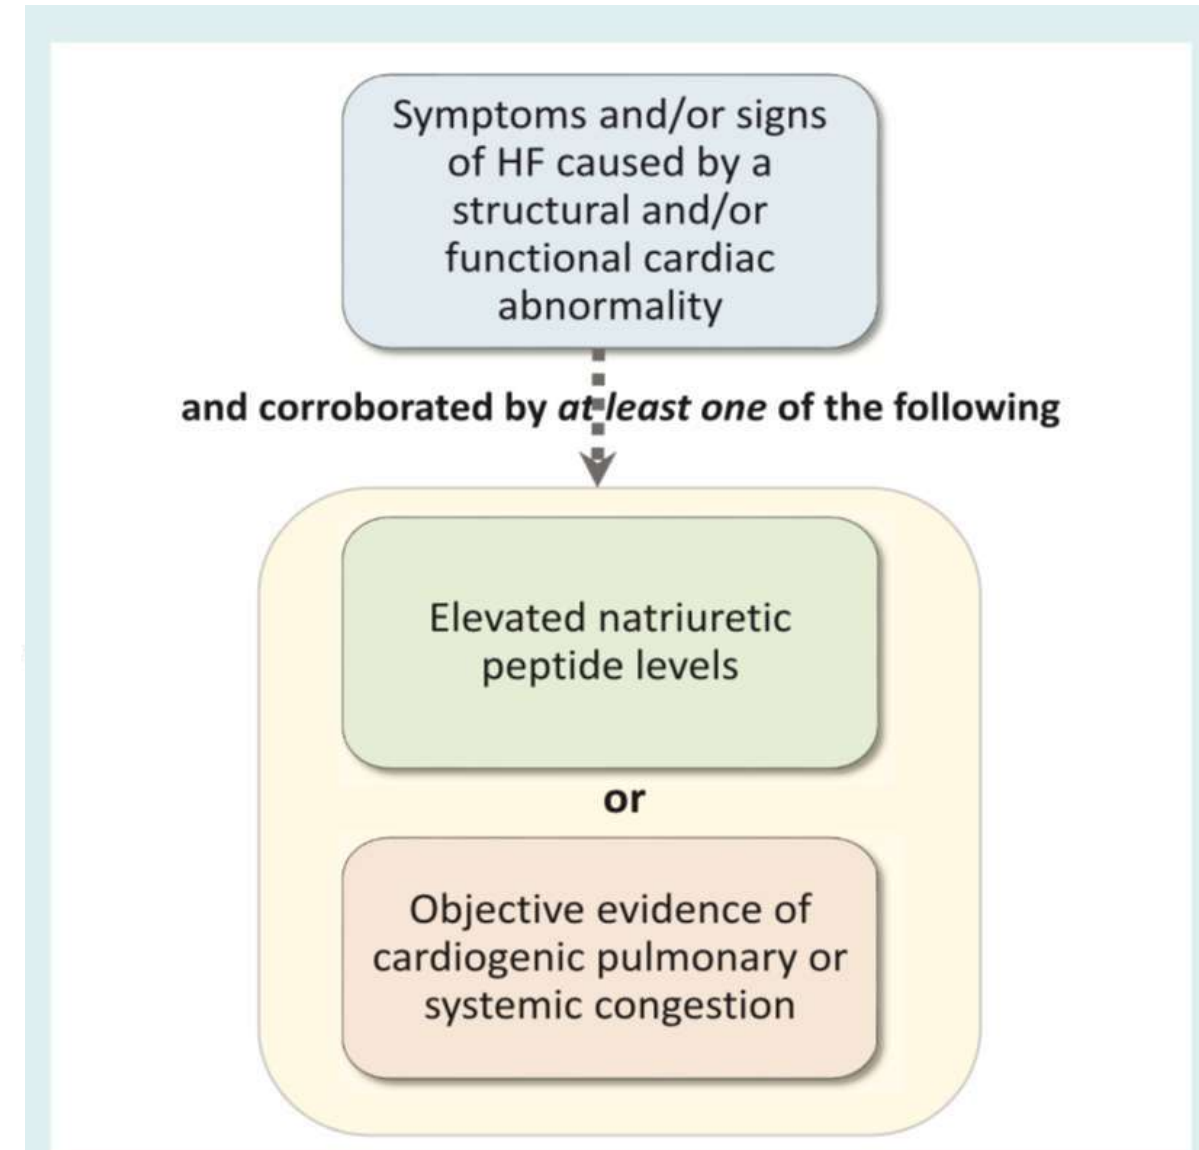 Symptoms and/or signs
of HF caused by a
structural and/or
functional cardiac
abnormality
and corroborated by at least one of the following
Elevated natriuretic
peptide levels
or
Objective evidence of
cardiogenic pulmonary or
systemic congestion